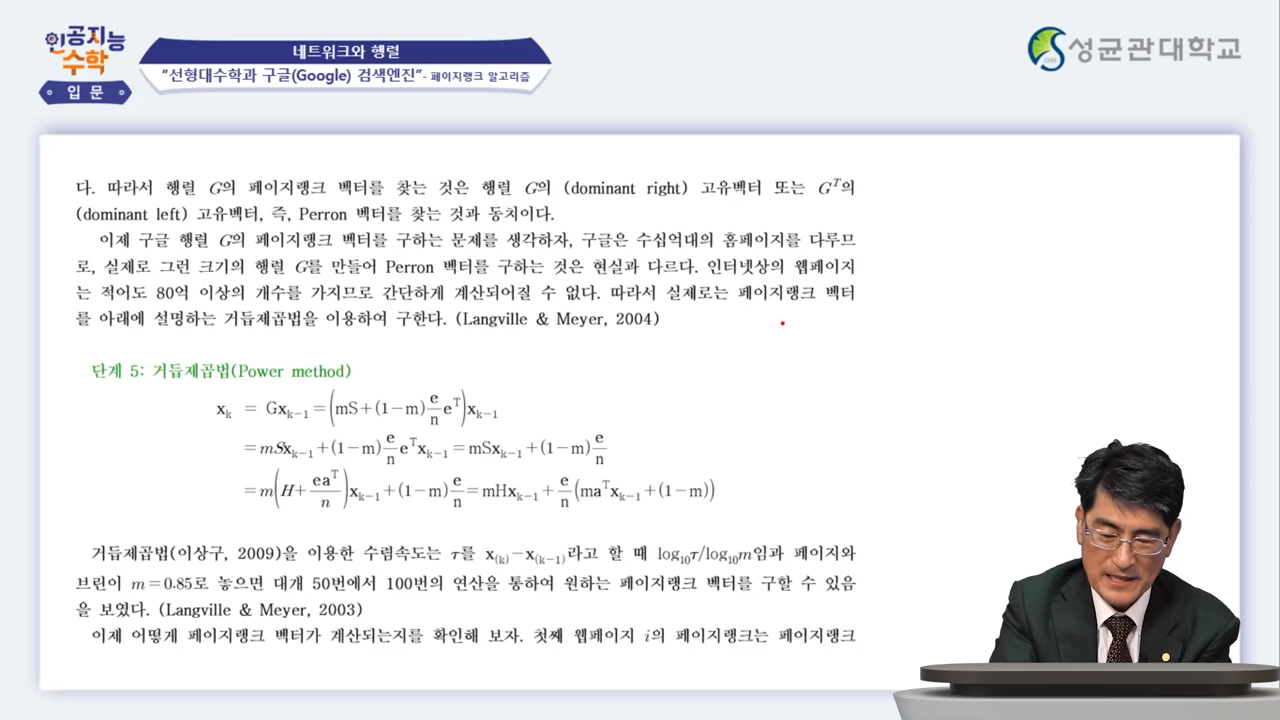 인공지능
수학
입문
네트워크와 행렬
“선형대수학과 구글(Google) 검색엔진”- 페이지랭크 알고리즘
성균관대학교
다. 따라서 행렬 G의 페이지랭크 벡터를 찾는 것은 행렬 G의 (dominant right) 고유벡터 또는 G^T의
(dominant left) 고유벡터, 즉, Perron 벡터를 찾는 것과 동치이다.
이제 구글 행렬 G의 페이지랭크 벡터를 구하는 문제를 생각하자, 구글은 수십억대의 홈페이지를 다루므
로, 실제로 그런 크기의 행렬 G를 만들어 Perron 벡터를 구하는 것은 현실과 다르다. 인터넷상의 웹페이지
는 적어도 80억 이상의 개수를 가지므로 간단하게 계산되어질 수 없다. 따라서 실제로는 페이지랭크 벡터
를 아래에 설명하는 거듭제곱법을 이용하여 구한다. (Langville & Meyer, 2004)
단계 5: 거듭제곱법(Power method)
x_k = Gx_{k-1} = (mS+(1-m) e/n e^T)x_{k-1}
= mSx_{k-1}+(1-m) e/n e^T x_{k-1} = mSx_{k-1}+(1-m) e/n
= m(H+ ea^T/n)x_{k-1}+(1-m) e/n = mHx_{k-1}+ e/n (ma^T x_{k-1}+(1-m))
거듭제곱법(이상구, 2009)을 이용한 수렴속도는 τ를 x_{(k)}-x_{(k-1)}라고 할 때 log_{10}τ/log_{10}m임과 페이지와
브린이 m=0.85로 놓으면 대개 50번에서 100번의 연산을 통하여 원하는 페이지랭크 벡터를 구할 수 있음
을 보였다. (Langville & Meyer, 2003)
이제 어떻게 페이지랭크 벡터가 계산되는지를 확인해 보자. 첫째 웹페이지 i의 페이지랭크는 페이지랭크